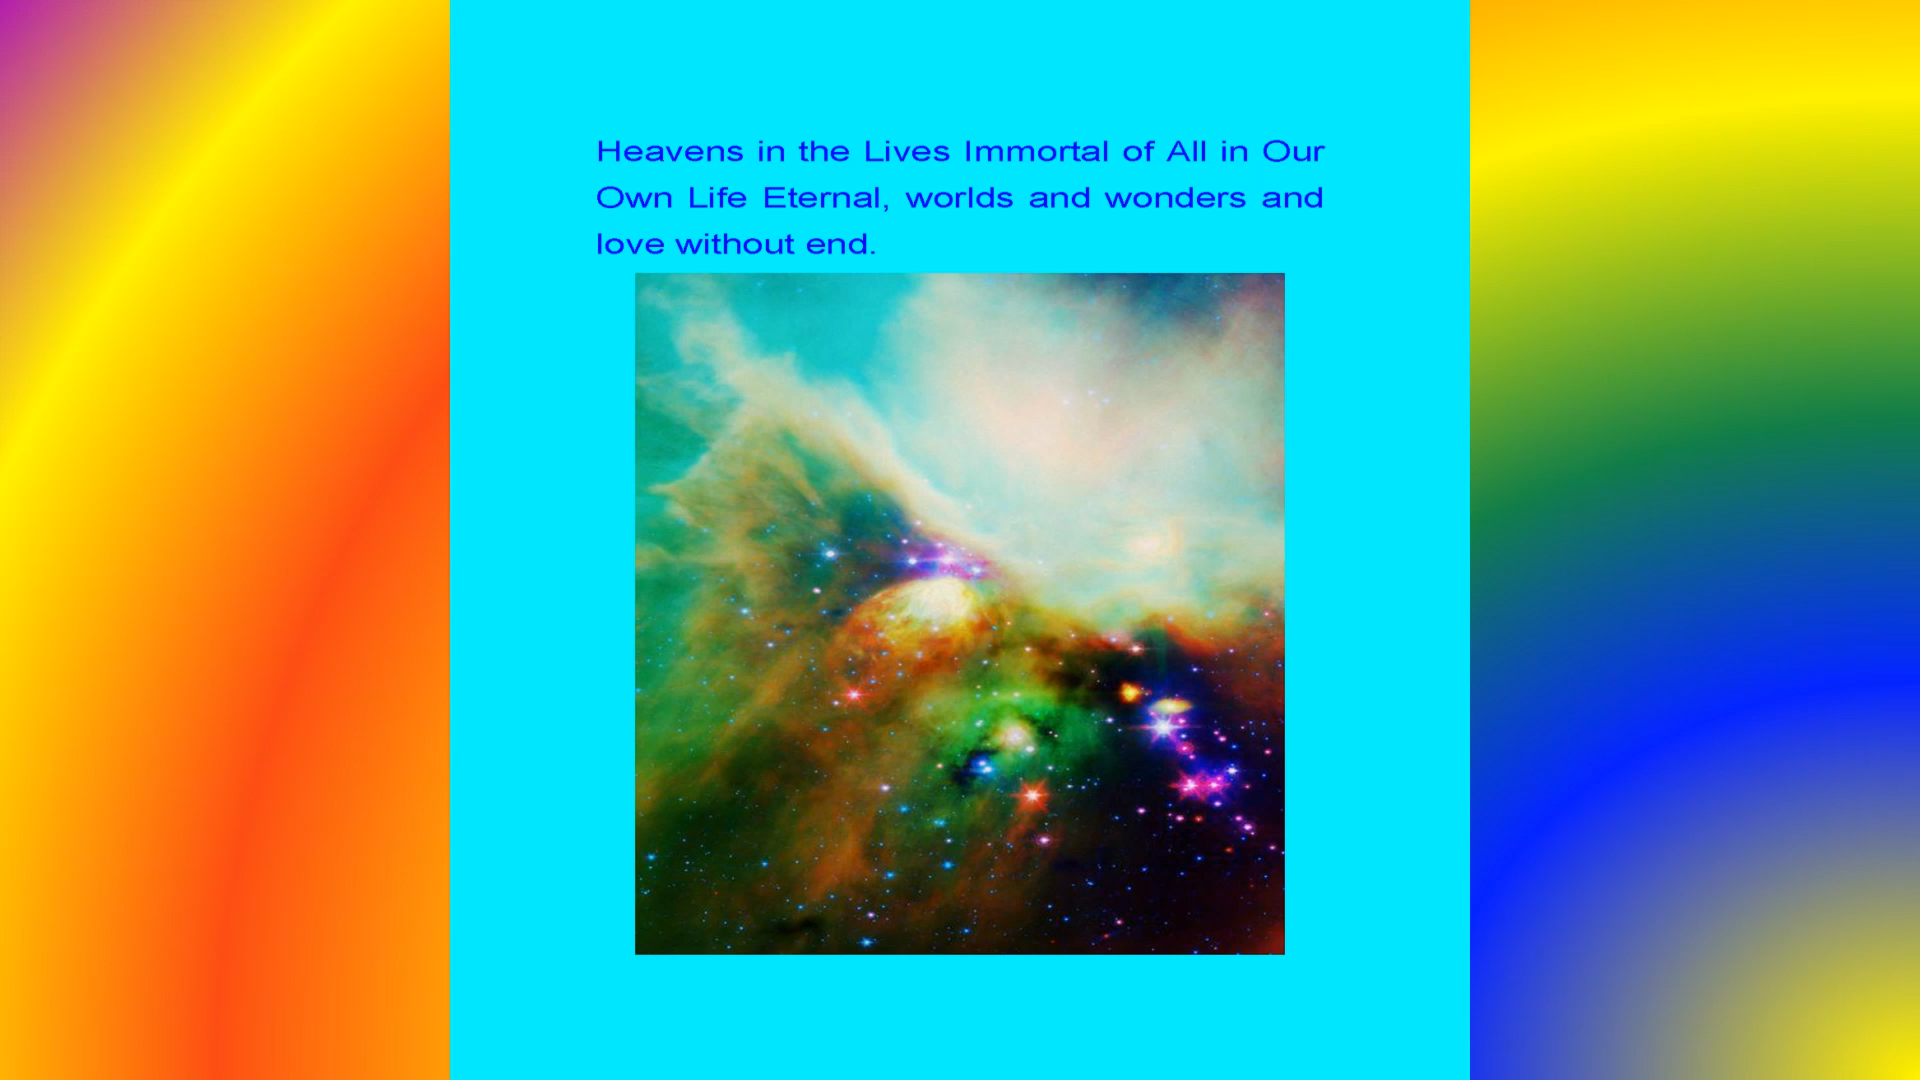 Heavens in the Lives Immortal of All in Our
Own Life Eternal, worlds and wonders and
love without end.